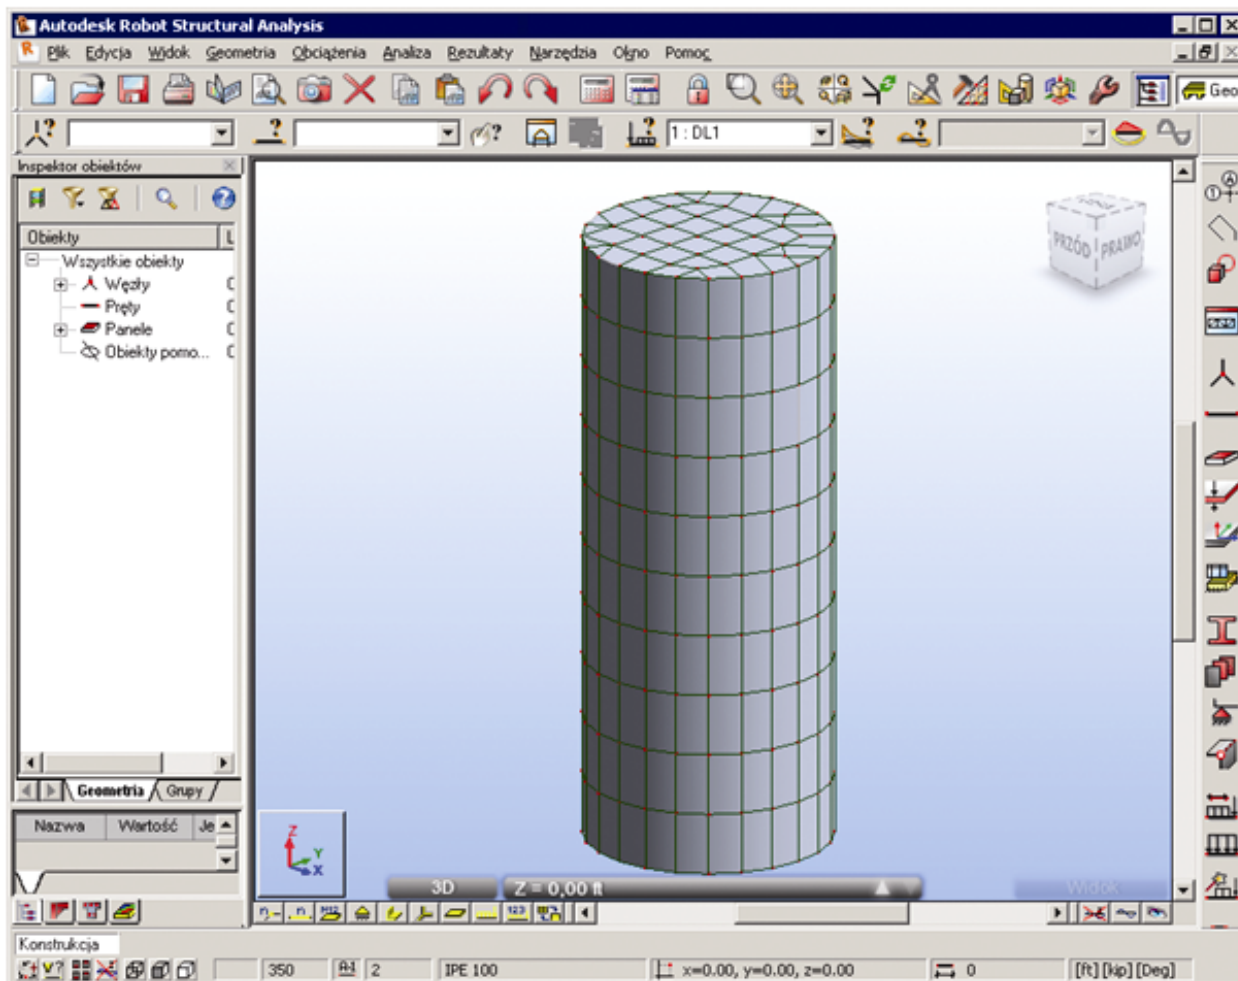 Autodesk Robot Structural Analysis
Plik Edycja Widok Geometria Obciążenia Analiza Rezultaty Narzędzia Okno Pomoc
Geo
1 : DL1
Inspektor obiektów
Obiekty L
Wszystkie obiekty
Węzły
Pręty
Panele
Obiekty pomo...
PRZÓD PRAWO
Geometria Grupy
Nazwa Wartość Je
Z
Y
X
3D Z = 0,00 ft Widok
Konstrukcja
350 2 IPE 100 x=0.00, y=0.00, z=0.00 0 [ft] [kip] [Deg]